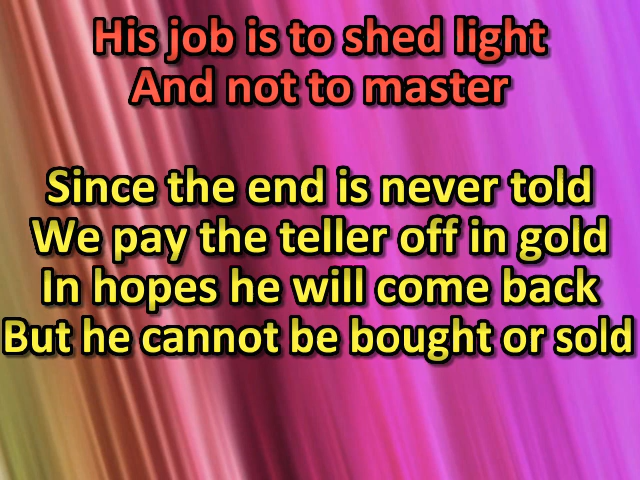 His job is to shed light
And not to master
Since the end is never told
We pay the teller off in gold
In hopes he will come back
But he cannot be bought or sold